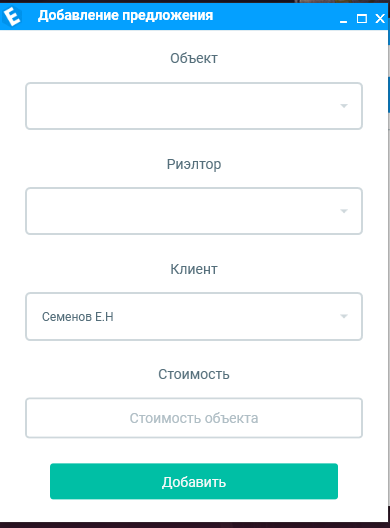 Добавление предложения
Объект
Риэлтор
Клиент
Семенов Е.Н
Стоимость
Стоимость объекта
Добавить